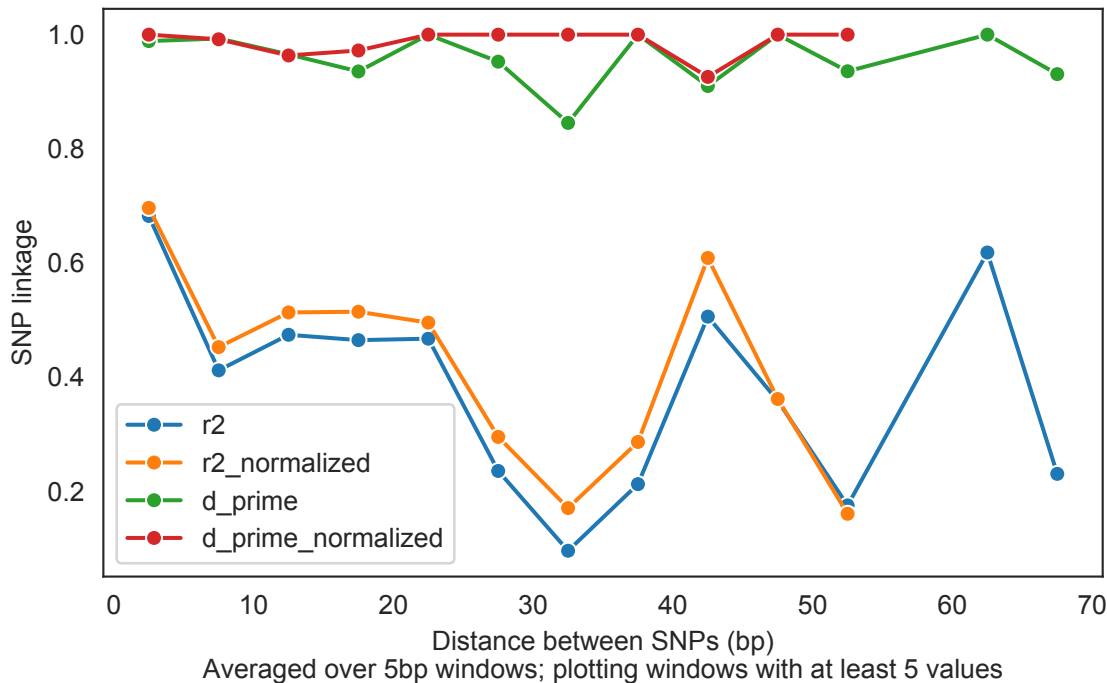 1.0
0.8
0.6
0.4
0.2
SNP linkage
r2
r2_normalized
d_prime
d_prime_normalized
0 10 20 30 40 50 60 70
Distance between SNPs (bp)
Averaged over 5bp windows; plotting windows with at least 5 values